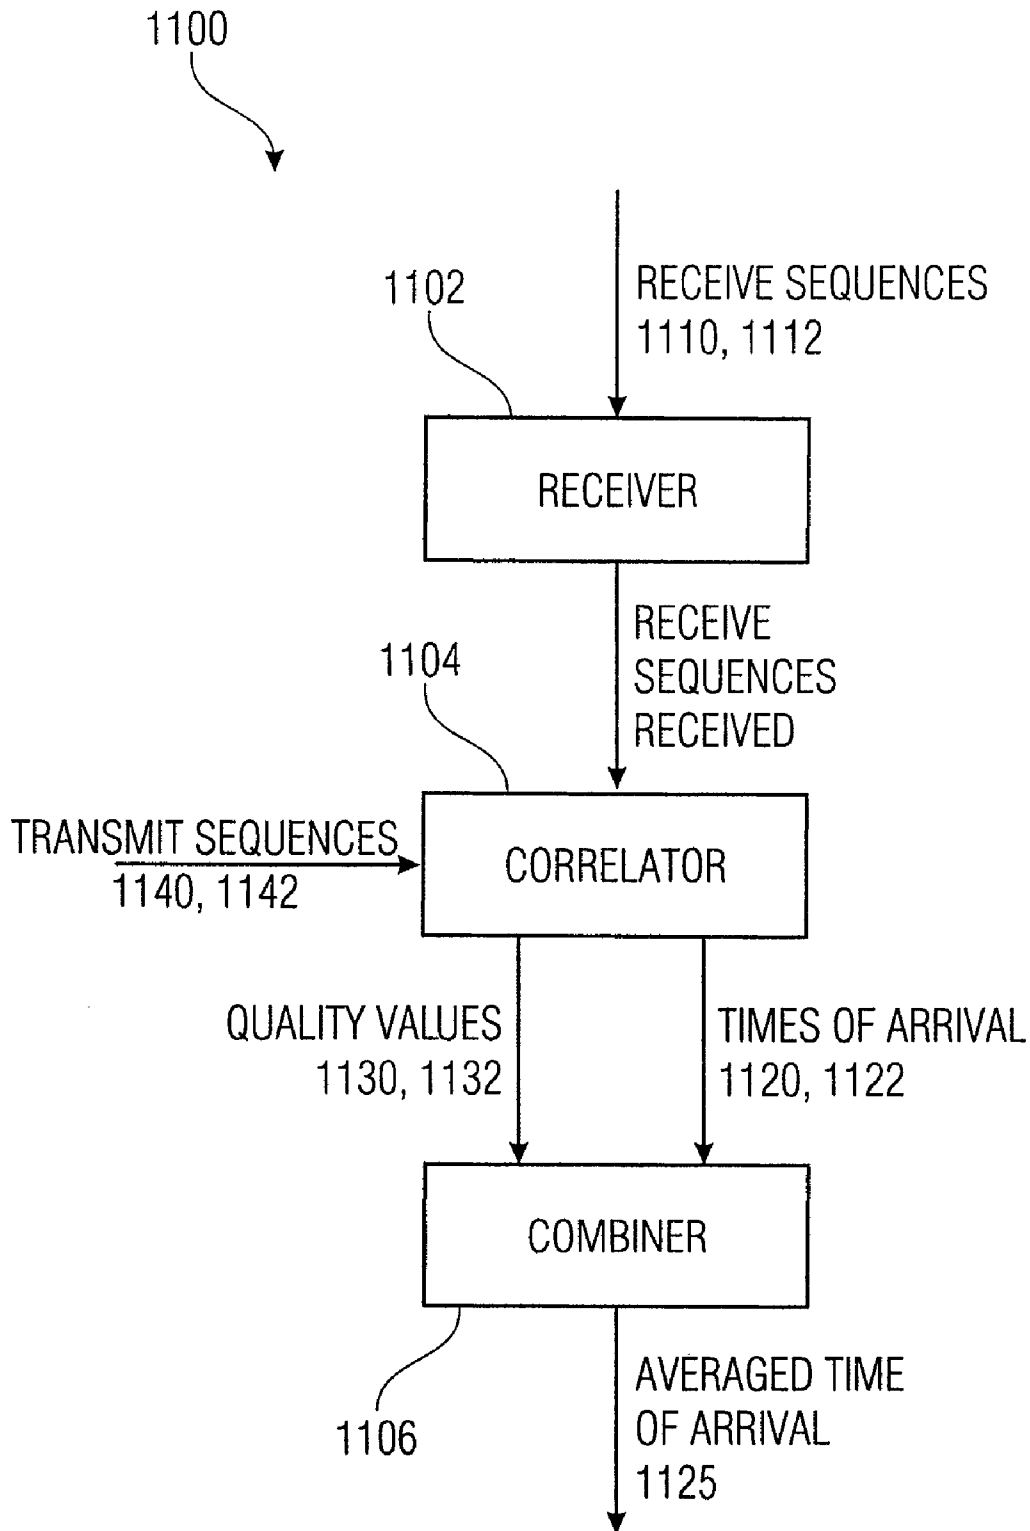 1100
RECEIVE SEQUENCES
1110, 1112
1102
RECEIVER
RECEIVE
SEQUENCES
RECEIVED
1104
TRANSMIT SEQUENCES
1140, 1142
CORRELATOR
QUALITY VALUES
1130, 1132
TIMES OF ARRIVAL
1120, 1122
COMBINER
1106
AVERAGED TIME
OF ARRIVAL
1125